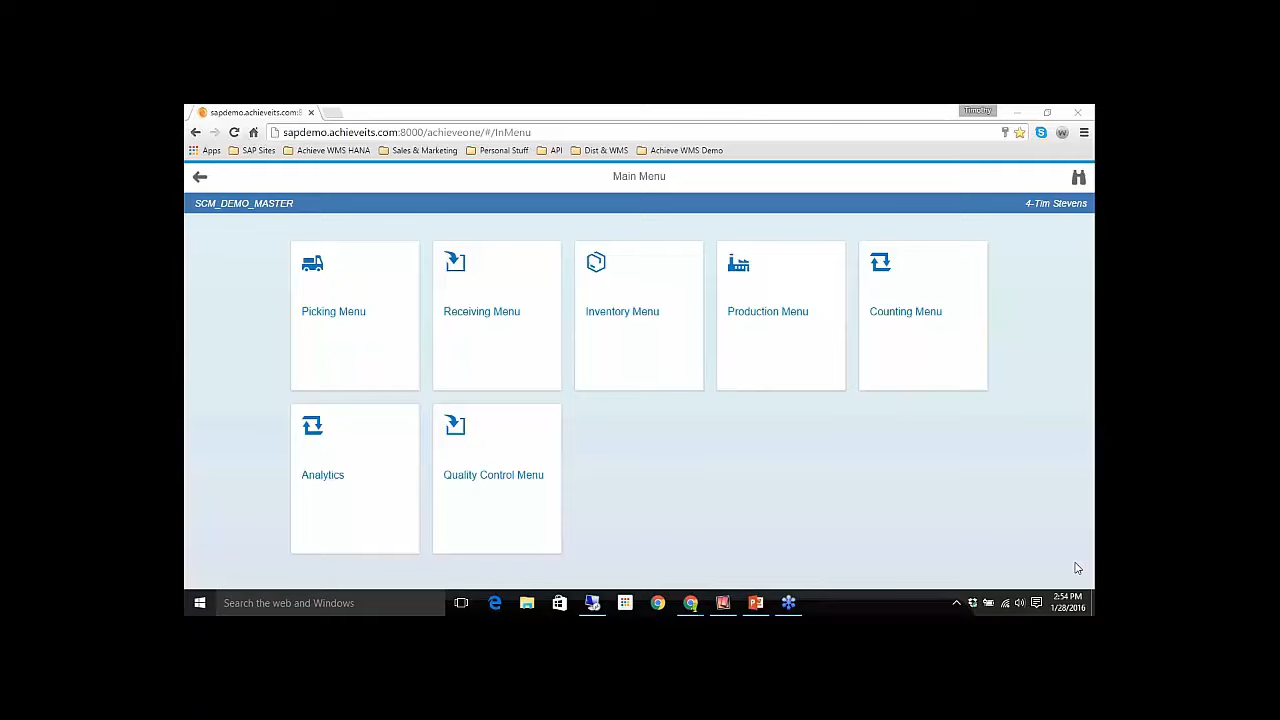 sapdemo.achieveits.com:8
Timothy
sapdemo.achieveits.com:8000/achieveone/#/InMenu
Apps SAP Sites Achieve WMS HANA Sales & Marketing Personal Stuff API Dist & WMS Achieve WMS Demo
Main Menu
SCM_DEMO_MASTER 4-Tim Stevens
Picking Menu Receiving Menu Inventory Menu Production Menu Counting Menu
Analytics Quality Control Menu
Search the web and Windows
2:54 PM
1/28/2016